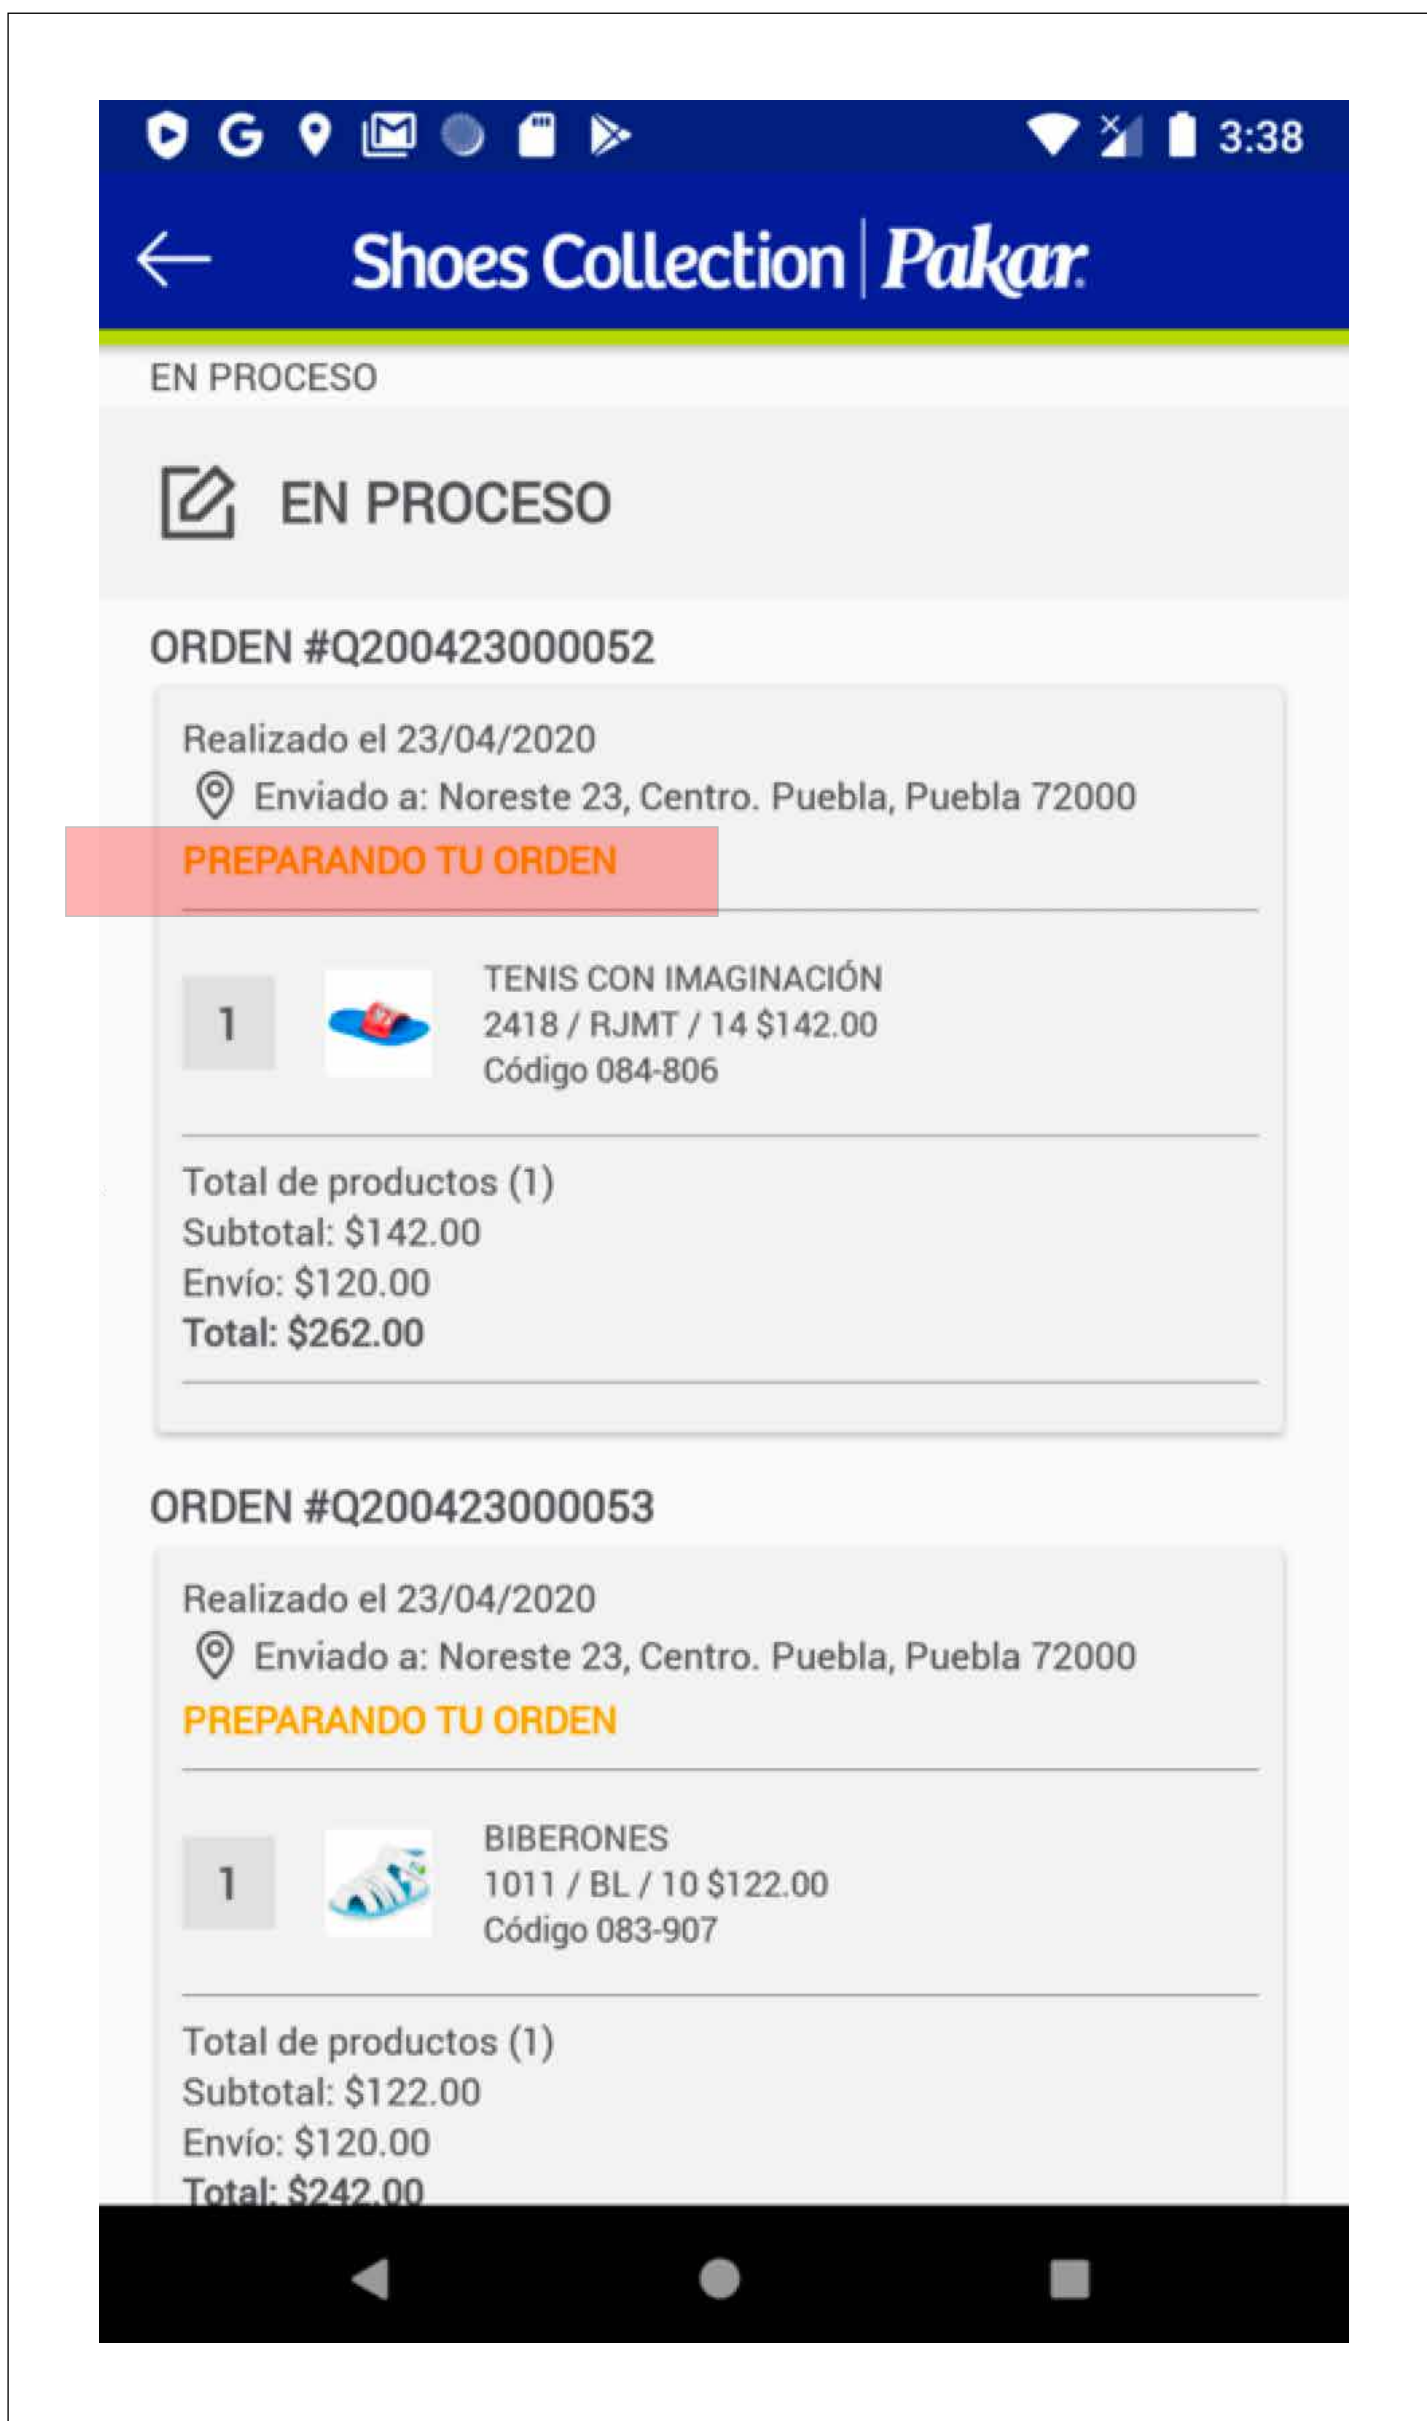 3:38
Shoes Collection | Pakar
EN PROCESO
EN PROCESO
ORDEN #Q200423000052
Realizado el 23/04/2020
Enviado a: Noreste 23, Centro. Puebla, Puebla 72000
PREPARANDO TU ORDEN
1
TENIS CON IMAGINACIÓN
2418 / RJMT / 14 $142.00
Código 084-806
Total de productos (1)
Subtotal: $142.00
Envío: $120.00
Total: $262.00
ORDEN #Q200423000053
Realizado el 23/04/2020
Enviado a: Noreste 23, Centro. Puebla, Puebla 72000
PREPARANDO TU ORDEN
1
BIBERONES
1011 / BL / 10 $122.00
Código 083-907
Total de productos (1)
Subtotal: $122.00
Envío: $120.00
Total: $242.00